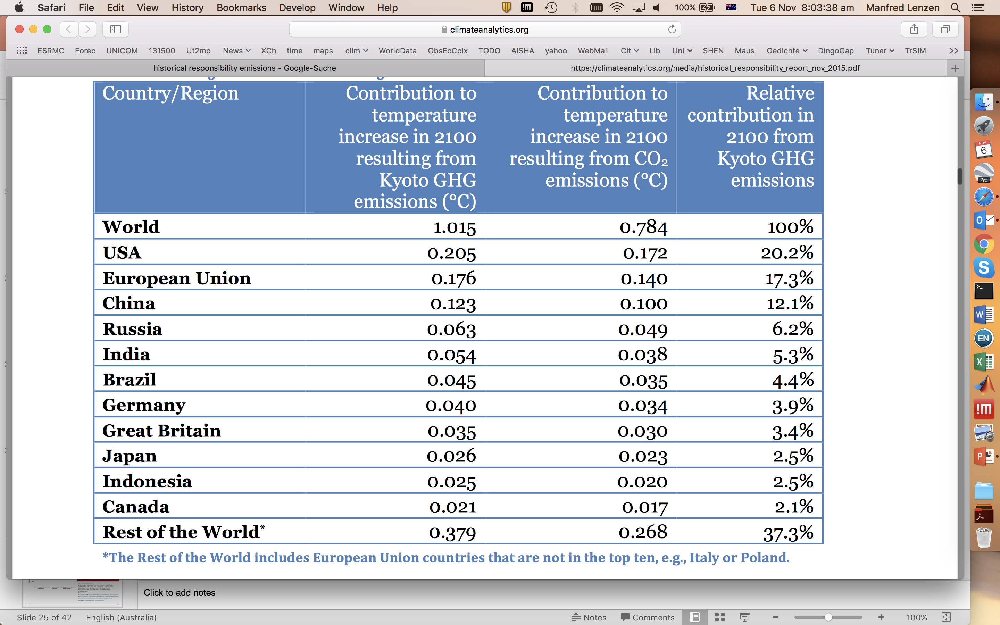 Safari File Edit View History Bookmarks Develop Window Help 100% Tue 6 Nov 8:03:38 am Manfred Lenzen
climateanalytics.org
ESRMC Forec UNICOM 131500 Ut2mp News XCh time maps clim WorldData ObsEcCplx TODO AISHA yahoo WebMail Cit Lib Uni SHEN Maus Gedichte DingoGap Tuner TrSIM
historical responsibility emissions - Google-Suche https://climateanalytics.org/media/historical_responsibility_report_nov_2015.pdf
Country/Region
Contribution to
temperature
increase in 2100
resulting from
Kyoto GHG
emissions (°C)
Contribution to
temperature
increase in 2100
resulting from CO₂
emissions (°C)
Relative
contribution in
2100 from
Kyoto GHG
emissions
World 1.015 0.784 100%
USA 0.205 0.172 20.2%
European Union 0.176 0.140 17.3%
China 0.123 0.100 12.1%
Russia 0.063 0.049 6.2%
India 0.054 0.038 5.3%
Brazil 0.045 0.035 4.4%
Germany 0.040 0.034 3.9%
Great Britain 0.035 0.030 3.4%
Japan 0.026 0.023 2.5%
Indonesia 0.025 0.020 2.5%
Canada 0.021 0.017 2.1%
Rest of the World* 0.379 0.268 37.3%
*The Rest of the World includes European Union countries that are not in the top ten, e.g., Italy or Poland.
NOV
6
Pro
EN
Click to add notes
Slide 25 of 42 English (Australia) Notes Comments 100%